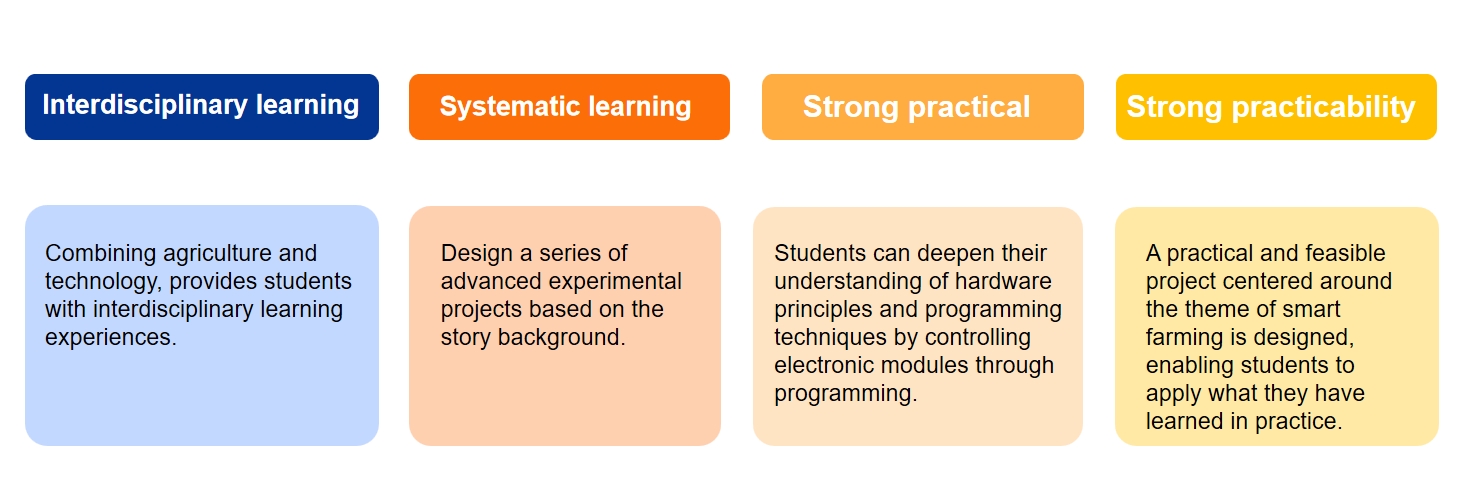 Interdisciplinary learning
Systematic learning
Strong practical
Strong practicability
Combining agriculture and
technology, provides students
with interdisciplinary learning
experiences.
Design a series of
advanced experimental
projects based on the
story background.
Students can deepen their
understanding of hardware
principles and programming
techniques by controlling
electronic modules through
programming.
A practical and feasible
project centered around
the theme of smart
farming is designed,
enabling students to
apply what they have
learned in practice.